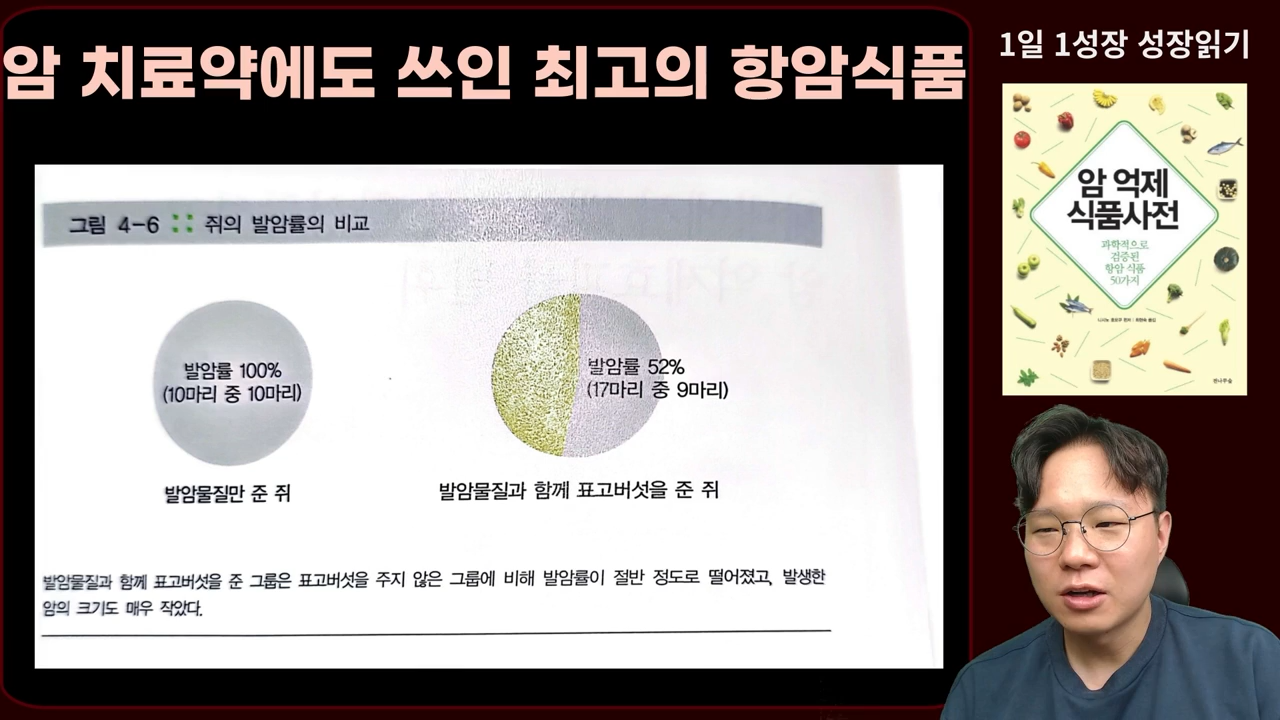 암 치료약에도 쓰인 최고의 항암식품
1일 1성장 성장읽기
그림 4-6 :: 쥐의 발암률의 비교
발암률 100%
(10마리 중 10마리)
발암률 52%
(17마리 중 9마리)
발암물질만 준 쥐
발암물질과 함께 표고버섯을 준 쥐
발암물질과 함께 표고버섯을 준 그룹은 표고버섯을 주지 않은 그룹에 비해 발암률이 절반 정도로 떨어졌고, 발생한
암의 크기도 매우 작았다.
암 억제
식품사전
과학적으로
검증된
항암 식품
50가지
전나무숲